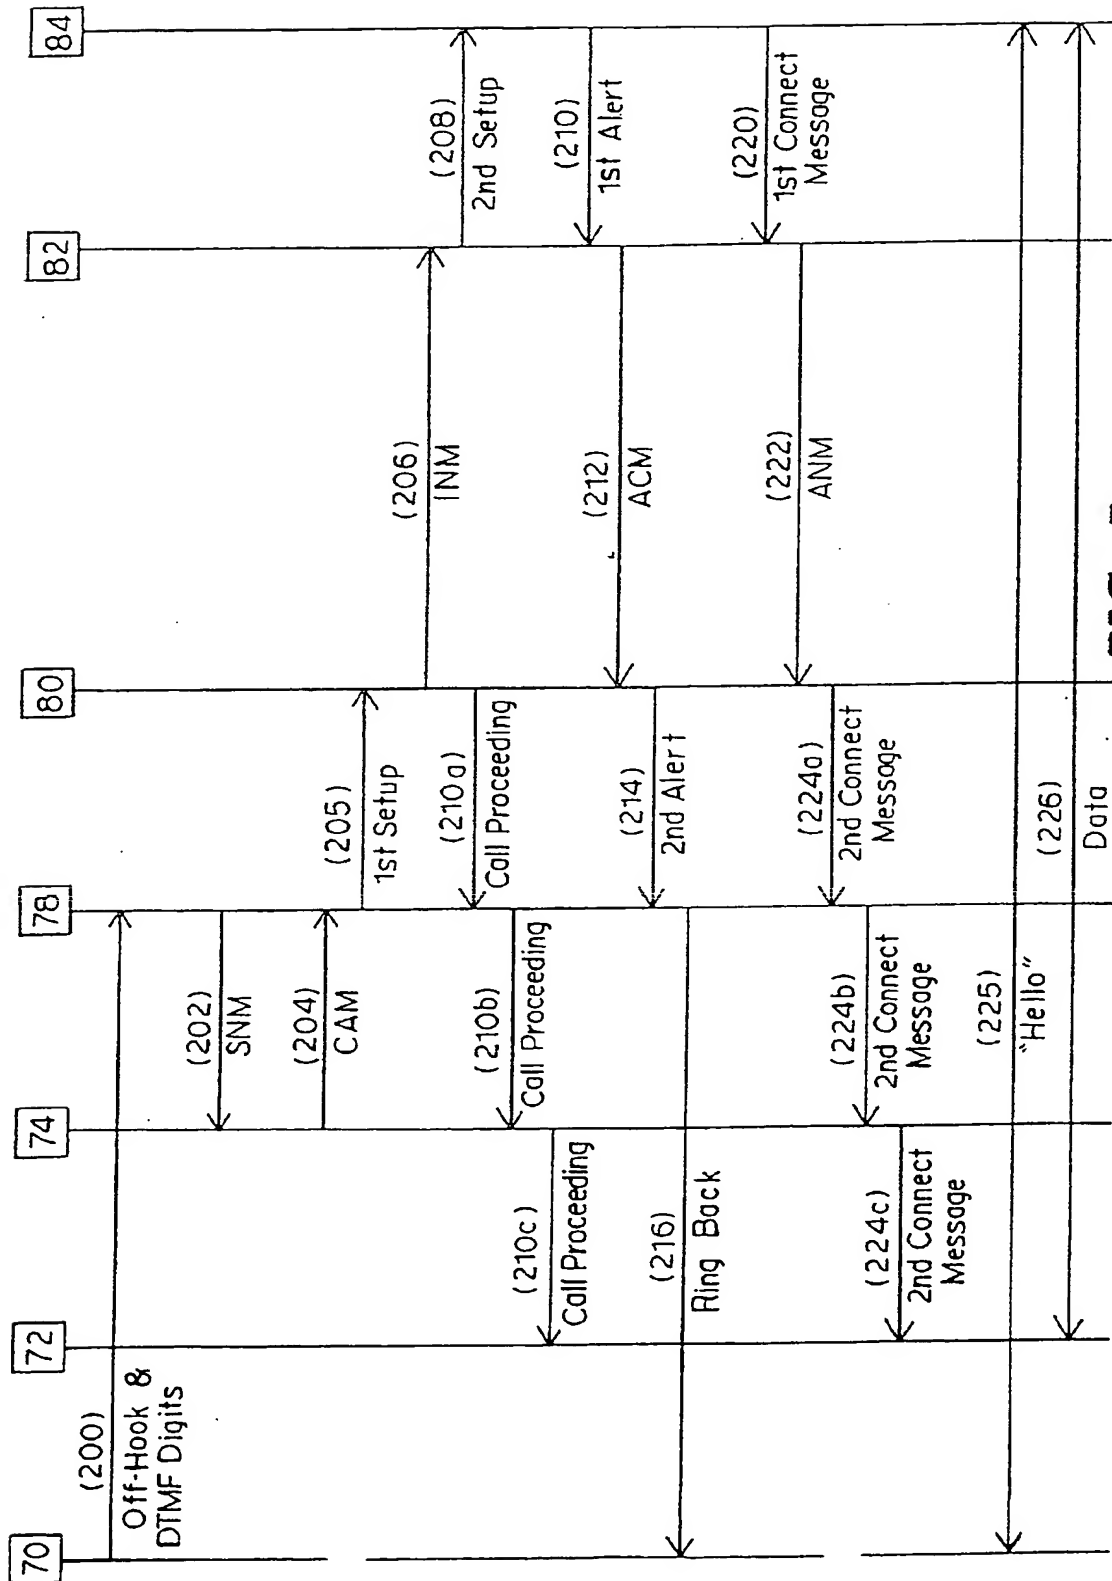 70
72
74
78
80
82
84
(200)
Off-Hook &
DTMF Digits
(202)
SNM
(204)
CAM
(205)
1st Setup
(206)
INM
(208)
2nd Setup
(210a)
Call Proceeding
(210b)
Call Proceeding
(210c)
Call Proceeding
(210)
1st Alert
(212)
ACM
(214)
2nd Alert
(216)
Ring Back
(220)
1st Connect
Message
(222)
ANM
(224a)
2nd Connect
Message
(224b)
2nd Connect
Message
(224c)
2nd Connect
Message
(225)
"Hello"
(226)
Data